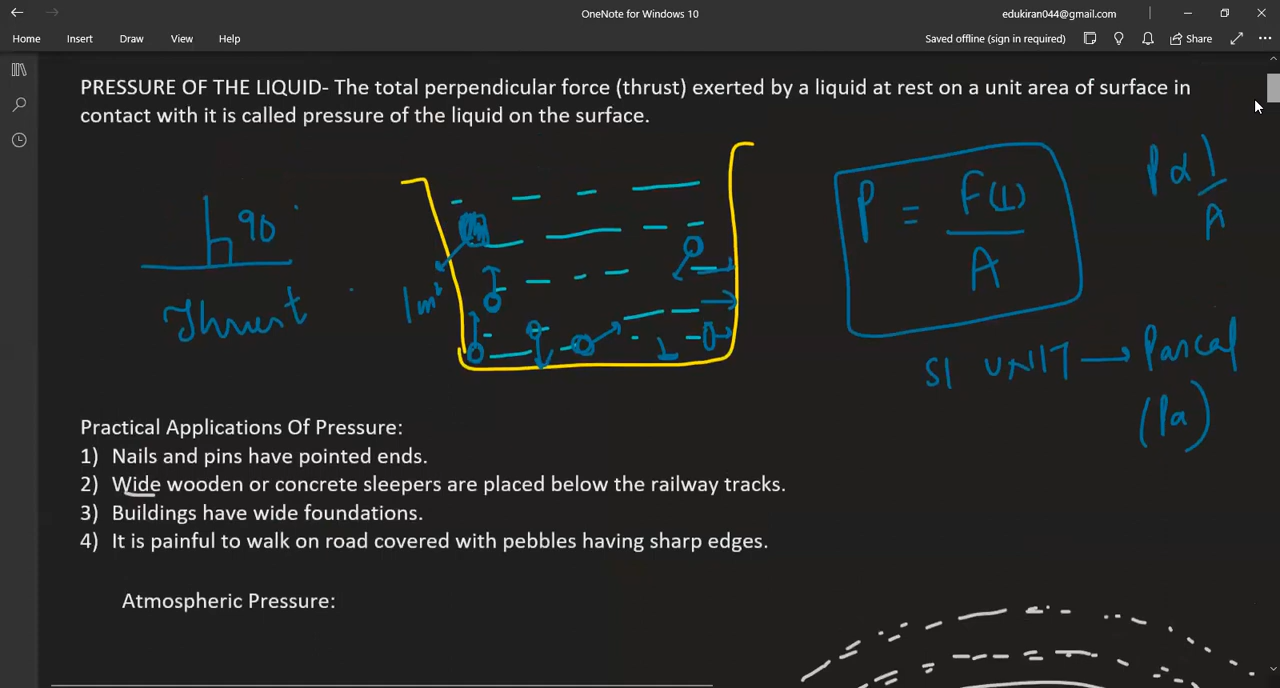 OneNote for Windows 10
edukiran044@gmail.com
Home Insert Draw View Help
Saved offline (sign in required)
Share
PRESSURE OF THE LIQUID- The total perpendicular force (thrust) exerted by a liquid at rest on a unit area of surface in
contact with it is called pressure of the liquid on the surface.
90
Thrust
1m²
P = F(⊥) / A
P α 1/A
SI UNIT → Pascal
(Pa)
Practical Applications Of Pressure:
1) Nails and pins have pointed ends.
2) Wide wooden or concrete sleepers are placed below the railway tracks.
3) Buildings have wide foundations.
4) It is painful to walk on road covered with pebbles having sharp edges.
Atmospheric Pressure: